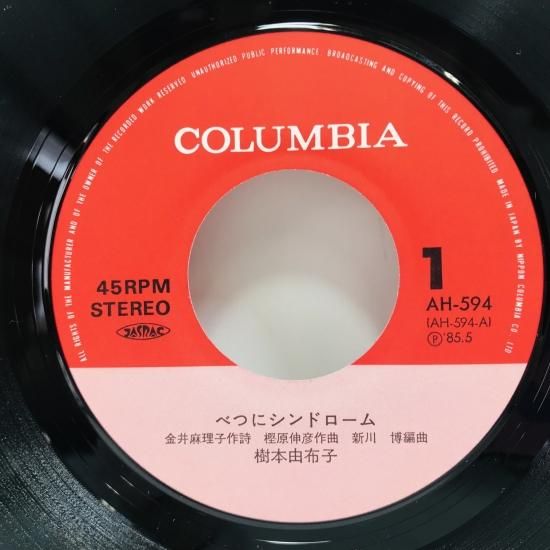 ALL RIGHTS OF THE MANUFACTURER AND OF THE OWNER OF THE RECORDED WORK RESERVED UNAUTHORIZED PUBLIC PERFORMANCE, BROADCASTING AND COPYING OF THIS RECORD PROHIBITED MADE IN JAPAN BY NIPPON COLUMBIA CO. LTD
COLUMBIA
45RPM
STEREO
JASRAC
1
AH-594
(AH-594-A)
Ⓟ'85.5
べつにシンドローム
金井麻理子作詩 樫原伸彦作曲 新川 博編曲
樹本由布子